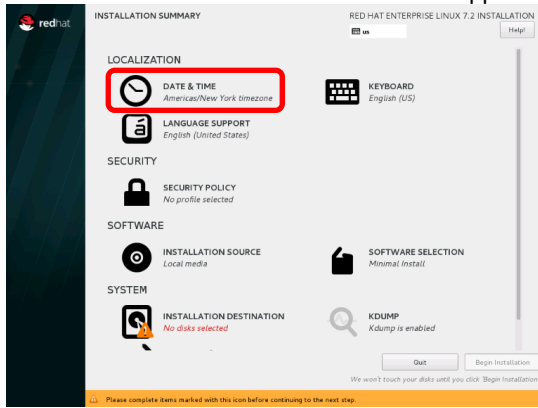 redhat
INSTALLATION SUMMARY
RED HAT ENTERPRISE LINUX 7.2 INSTALLATION
us
Help!
LOCALIZATION
DATE & TIME
Americas/New York timezone
KEYBOARD
English (US)
LANGUAGE SUPPORT
English (United States)
SECURITY
SECURITY POLICY
No profile selected
SOFTWARE
INSTALLATION SOURCE
Local media
SOFTWARE SELECTION
Minimal Install
SYSTEM
INSTALLATION DESTINATION
No disks selected
KDUMP
Kdump is enabled
Quit
Begin Installation
We won't touch your disks until you click 'Begin Installation
Please complete items marked with this icon before continuing to the next step.